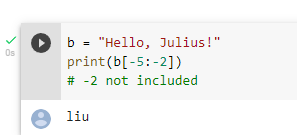 b = "Hello, Julius!"
print(b[-5:-2])
# -2 not included
0s
liu